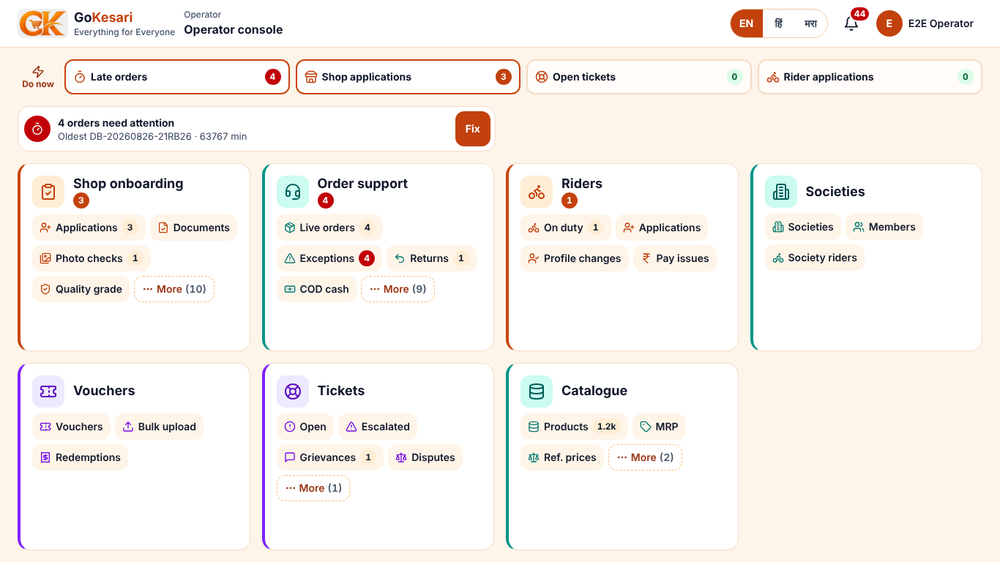 GK
GoKesari
Everything for Everyone
Operator
Operator console
EN
हिं
मरा
44
E
E2E Operator
Do now
Late orders 4
Shop applications 3
Open tickets 0
Rider applications 0
4 orders need attention
Oldest DB-20260826-21RB26 · 63767 min
Fix
Shop onboarding
3
Applications 3
Documents
Photo checks 1
Quality grade
··· More (10)
Order support
4
Live orders 4
Exceptions 4
Returns 1
COD cash
··· More (9)
Riders
1
On duty 1
Applications
Profile changes
₹ Pay issues
Societies
Societies
Members
Society riders
Vouchers
Vouchers
Bulk upload
Redemptions
Tickets
Open
Escalated
Grievances 1
Disputes
··· More (1)
Catalogue
Products 1.2k
MRP
Ref. prices
··· More (2)